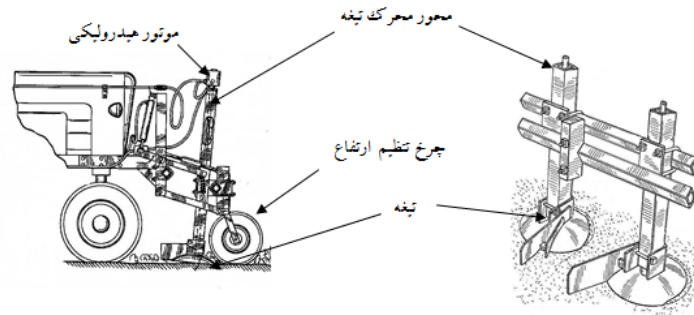 محور محرک تیغه
موتور هیدرولیکی
چرخ تنظیم ارتفاع
تیغه